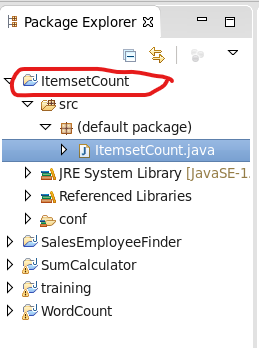 Package Explorer
ItemsetCount
src
(default package)
ItemsetCount.java
JRE System Library [JavaSE-1.
Referenced Libraries
conf
SalesEmployeeFinder
SumCalculator
training
WordCount